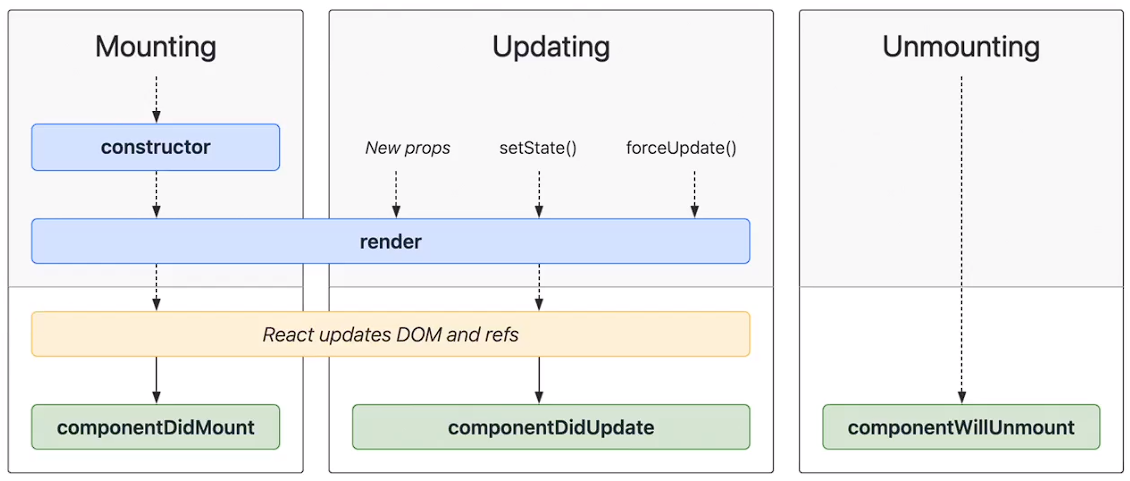 Mounting
Updating
Unmounting
constructor
New props
setState()
forceUpdate()
render
React updates DOM and refs
componentDidMount
componentDidUpdate
componentWillUnmount